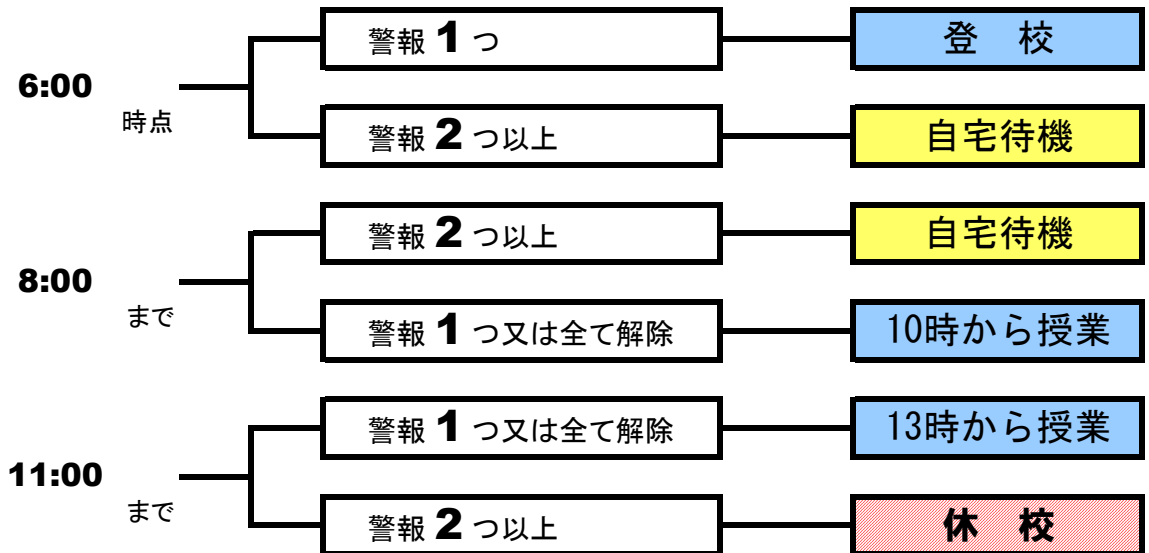 警報 1 つ
登　校
6:00
時点
警報 2 つ以上
自宅待機
警報 2 つ以上
自宅待機
8:00
まで
警報 1 つ又は全て解除
10時から授業
警報 1 つ又は全て解除
13時から授業
11:00
まで
警報 2 つ以上
休　校